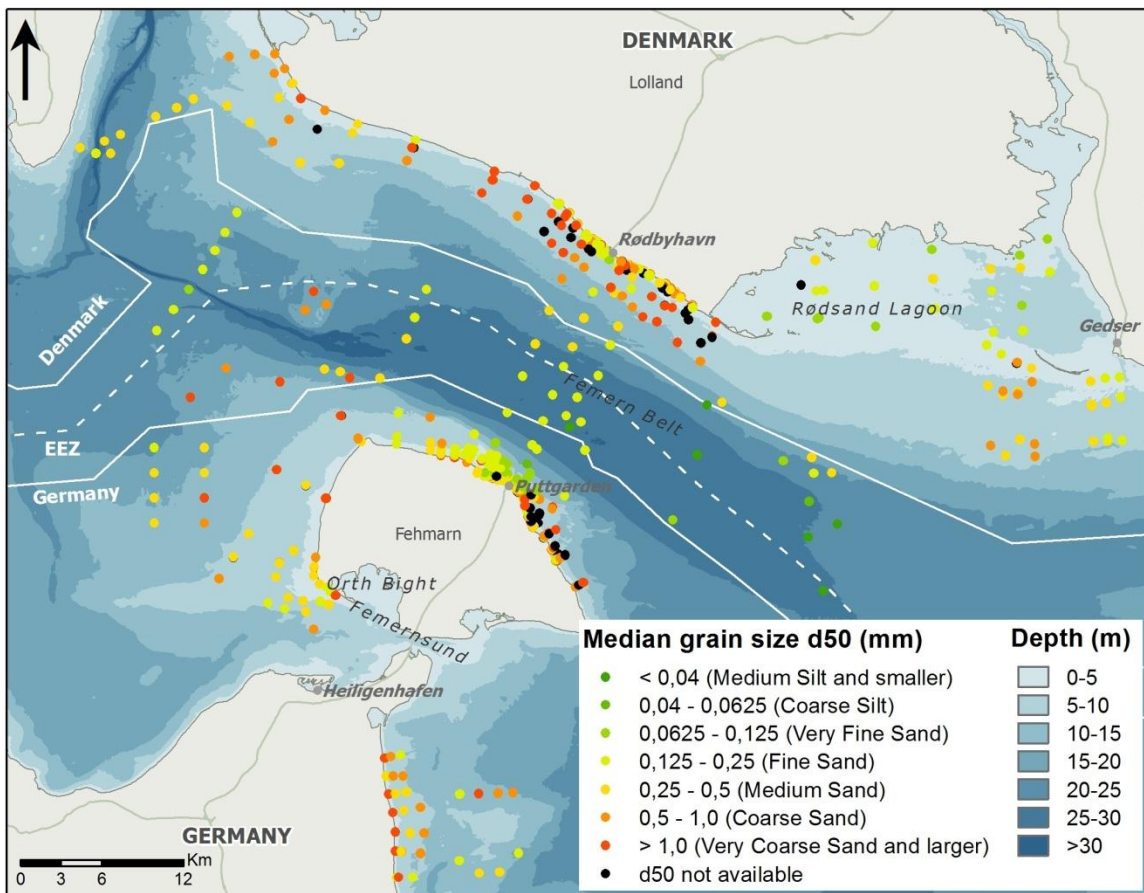 DENMARK
Lolland
Rødbyhavn
Rødsand Lagoon
Gedser
Denmark
Femern Belt
EEZ
Germany
Puttgarden
Fehmarn
Orth Bight
Femernsund
Heiligenhafen
GERMANY
Km
0 3 6 12
Median grain size d50 (mm)
< 0,04 (Medium Silt and smaller)
0,04 - 0,0625 (Coarse Silt)
0,0625 - 0,125 (Very Fine Sand)
0,125 - 0,25 (Fine Sand)
0,25 - 0,5 (Medium Sand)
0,5 - 1,0 (Coarse Sand)
> 1,0 (Very Coarse Sand and larger)
d50 not available
Depth (m)
0-5
5-10
10-15
15-20
20-25
25-30
>30